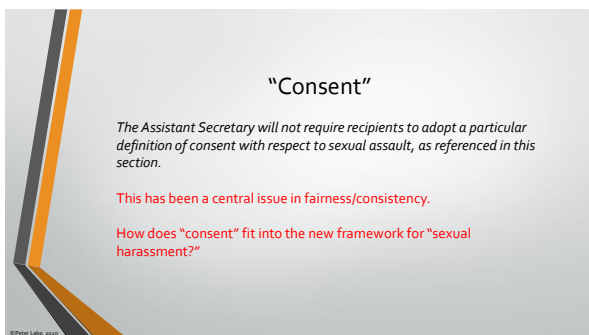 “Consent”
The Assistant Secretary will not require recipients to adopt a particular
definition of consent with respect to sexual assault, as referenced in this
section.
This has been a central issue in fairness/consistency.
How does “consent” fit into the new framework for “sexual
harassment?”
©Peter Lake, 2020